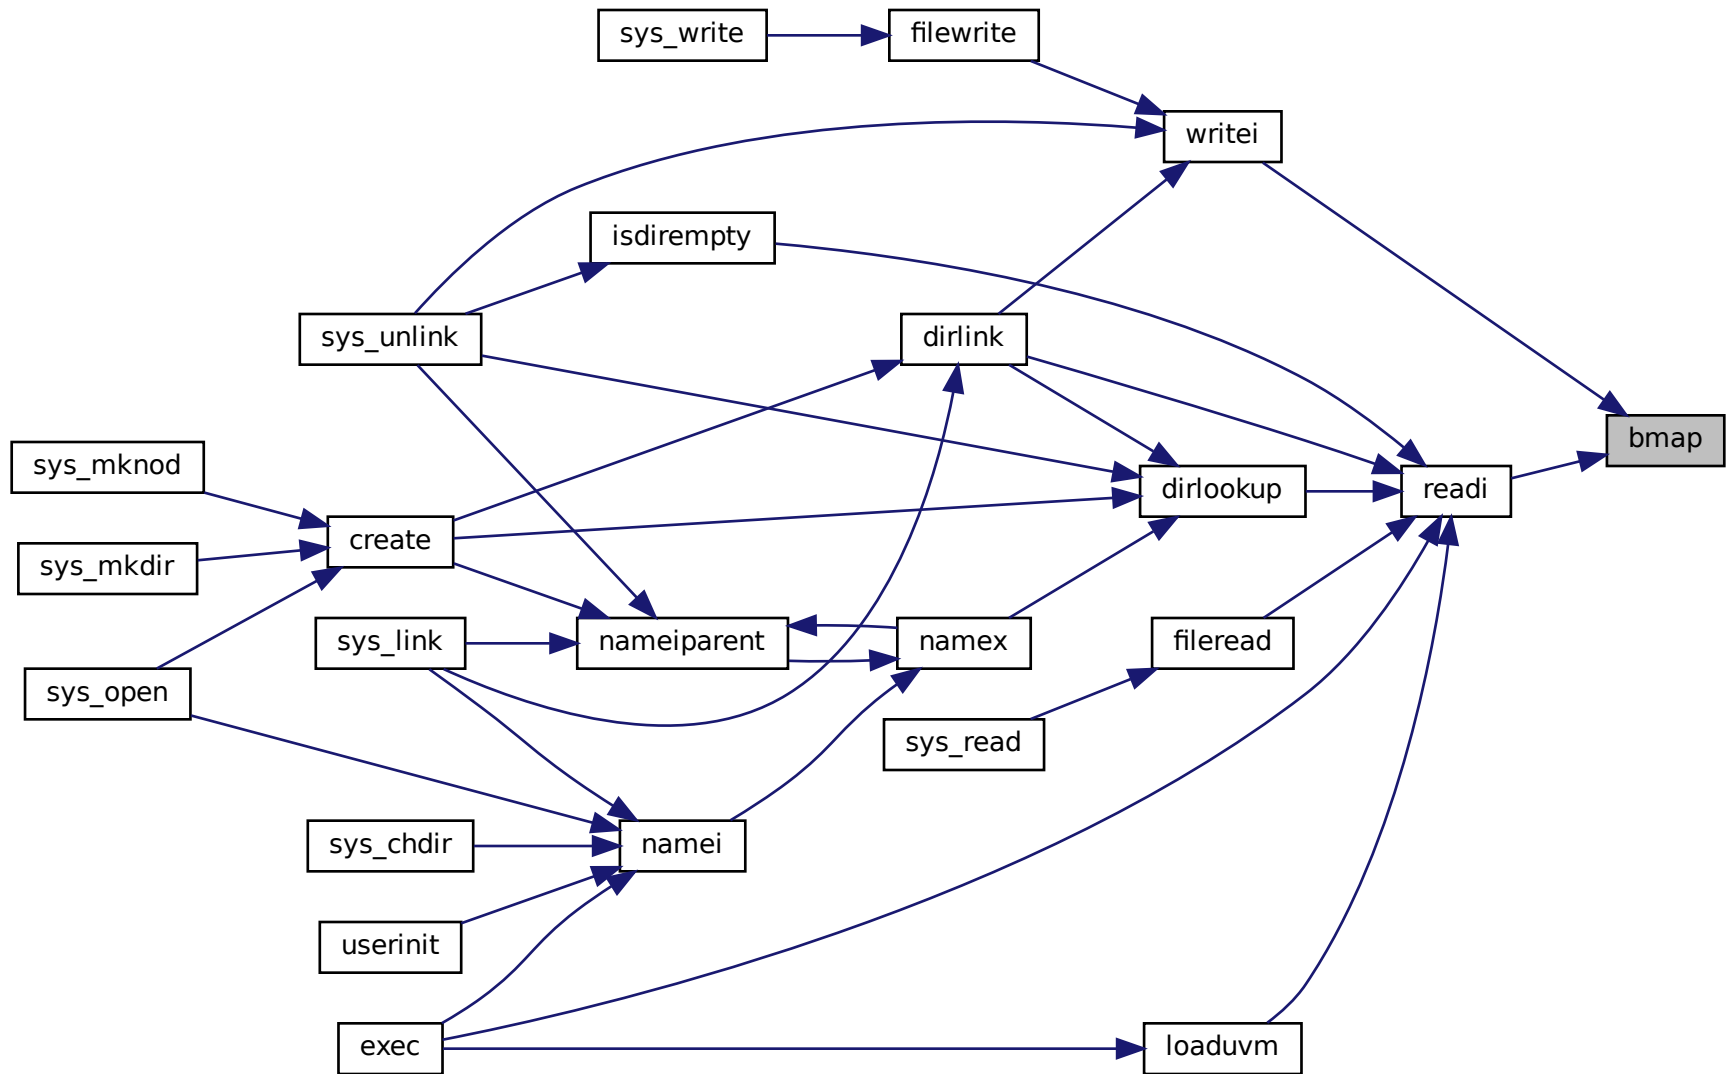 sys_write
filewrite
writei
isdirempty
sys_unlink
dirlink
bmap
sys_mknod
dirlookup
readi
create
sys_mkdir
sys_link
nameiparent
namex
fileread
sys_open
sys_read
sys_chdir
namei
userinit
exec
loaduvm